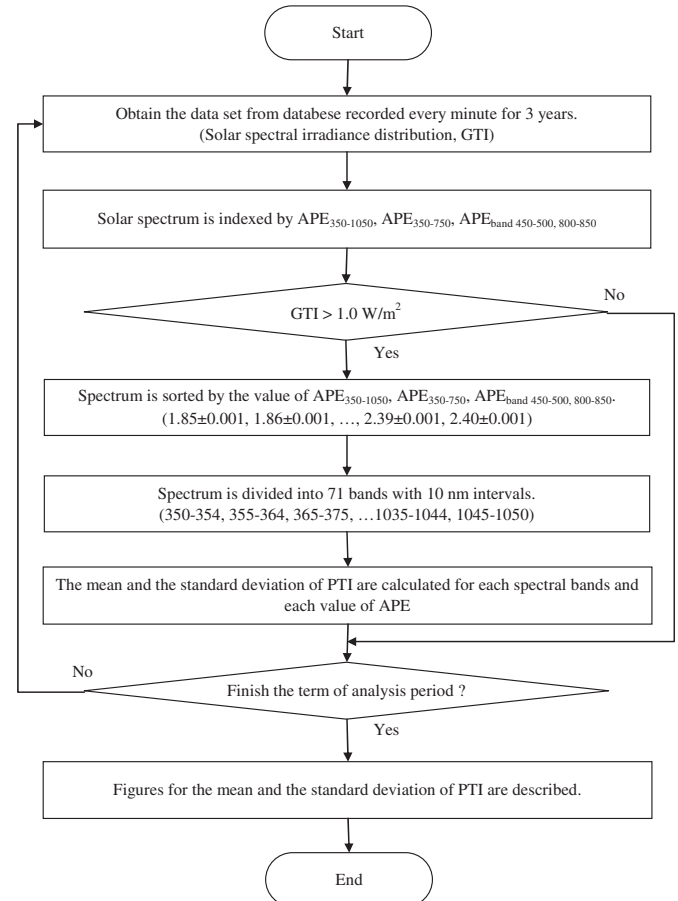 Start
Obtain the data set from databese recorded every minute for 3 years.
(Solar spectral irradiance distribution, GTI)
Solar spectrum is indexed by APE350-1050, APE350-750, APEband 450-500, 800-850
GTI > 1.0 W/m2
No
Yes
Spectrum is sorted by the value of APE350-1050, APE350-750, APEband 450-500, 800-850.
(1.85±0.001, 1.86±0.001, …, 2.39±0.001, 2.40±0.001)
Spectrum is divided into 71 bands with 10 nm intervals.
(350-354, 355-364, 365-375, …1035-1044, 1045-1050)
The mean and the standard deviation of PTI are calculated for each spectral bands and
each value of APE
No
Finish the term of analysis period ?
Yes
Figures for the mean and the standard deviation of PTI are described.
End